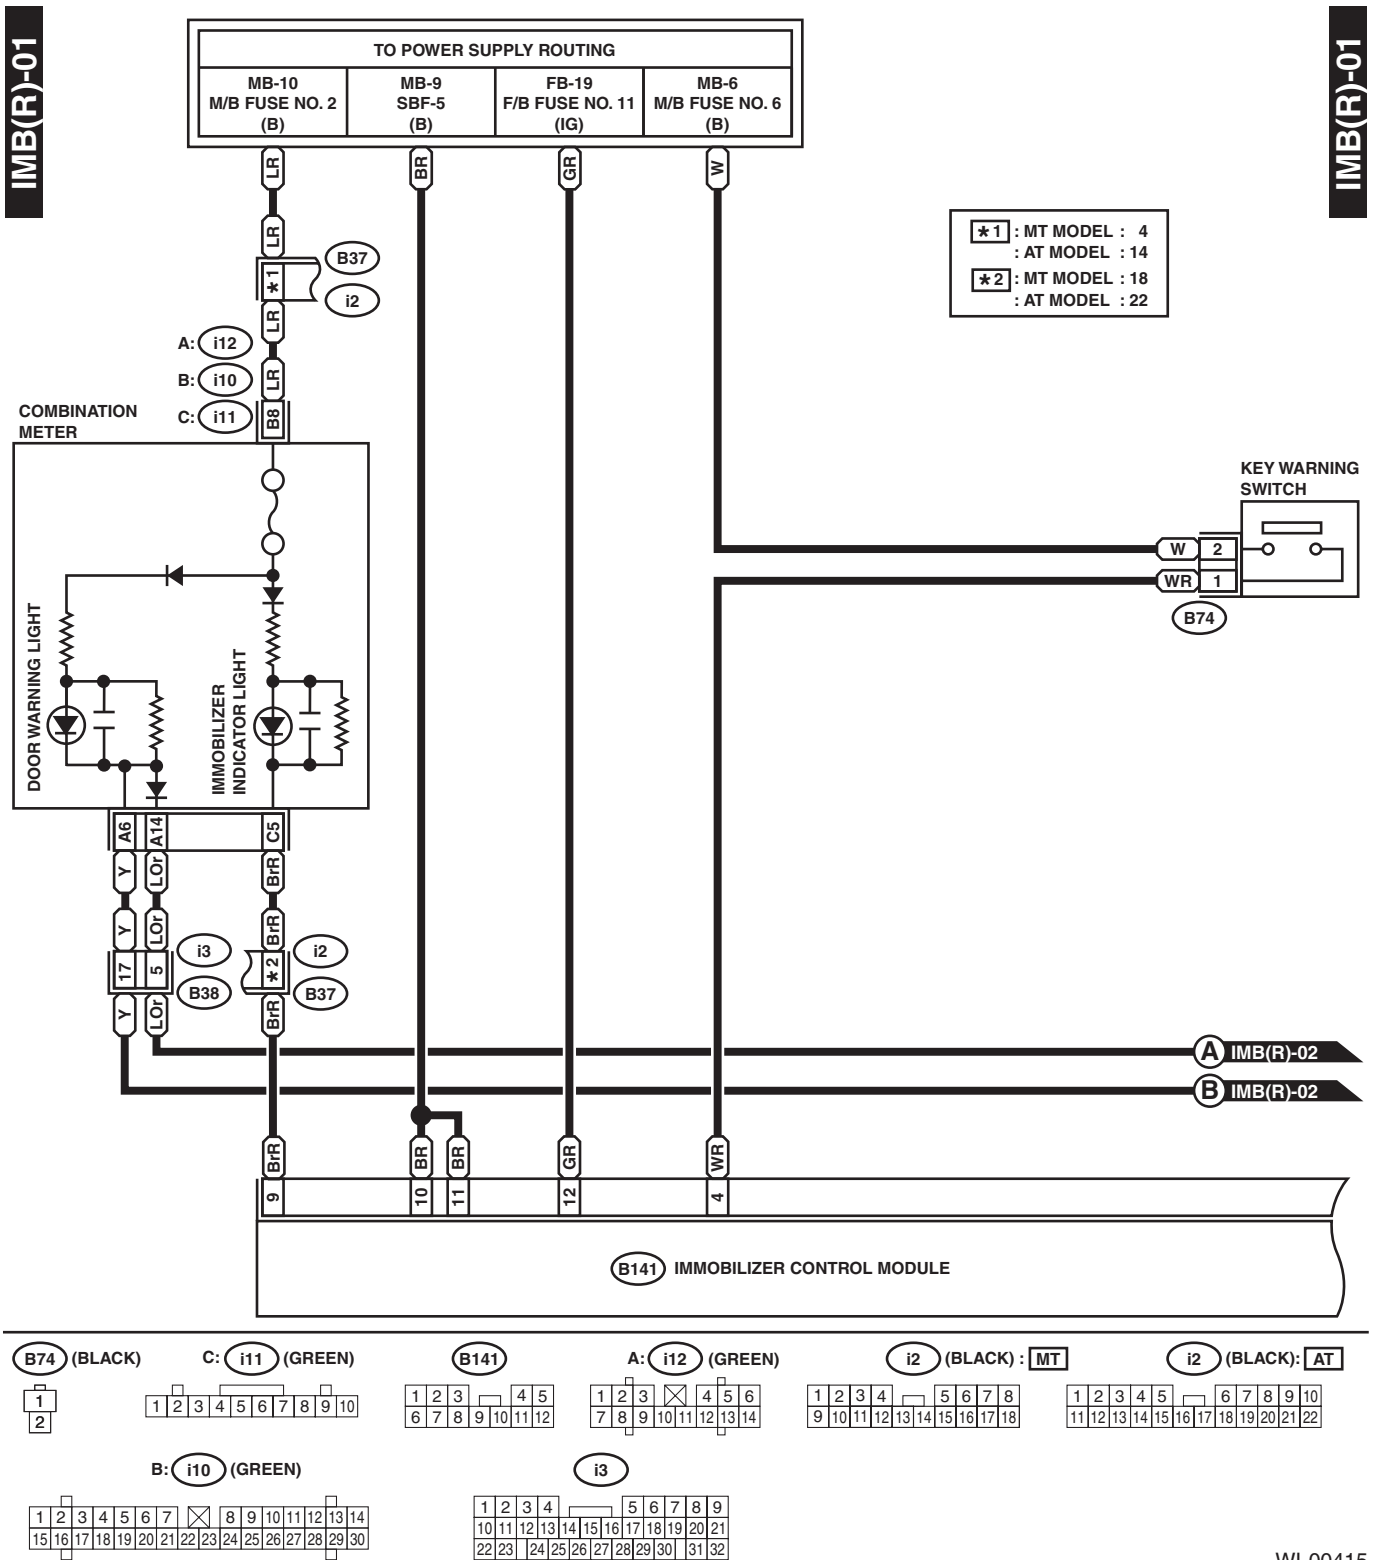 IMB(R)-01
IMB(R)-01
TO POWER SUPPLY ROUTING
MB-10
M/B FUSE NO. 2
(B)
MB-9
SBF-5
(B)
FB-19
F/B FUSE NO. 11
(IG)
MB-6
M/B FUSE NO. 6
(B)
LR
BR
GR
W
LR
*1
B37
i2
LR
*1 : MT MODEL : 4
: AT MODEL : 14
*2 : MT MODEL : 18
: AT MODEL : 22
A: i12
B: i10
C: i11
LR
B8
COMBINATION
METER
KEY WARNING
SWITCH
W 2
WR 1
B74
DOOR WARNING LIGHT
IMMOBILIZER
INDICATOR LIGHT
A6 A14 C5
Y LOr BrR
Y LOr BrR
17 5 i3 *2 i2
B38 B37
Y LOr BrR
A IMB(R)-02
B IMB(R)-02
BrR BR BR GR WR
9 10 11 12 4
B141 IMMOBILIZER CONTROL MODULE
B74 (BLACK)
1
2
C: i11 (GREEN)
1 2 3 4 5 6 7 8 9 10
B141
1 2 3 4 5
6 7 8 9 10 11 12
A: i12 (GREEN)
1 2 3 4 5 6
7 8 9 10 11 12 13 14
i2 (BLACK) : MT
1 2 3 4 5 6 7 8
9 10 11 12 13 14 15 16 17 18
i2 (BLACK): AT
1 2 3 4 5 6 7 8 9 10
11 12 13 14 15 16 17 18 19 20 21 22
B: i10 (GREEN)
1 2 3 4 5 6 7 8 9 10 11 12 13 14
15 16 17 18 19 20 21 22 23 24 25 26 27 28 29 30
i3
1 2 3 4 5 6 7 8 9
10 11 12 13 14 15 16 17 18 19 20 21
22 23 24 25 26 27 28 29 30 31 32
WI-09415